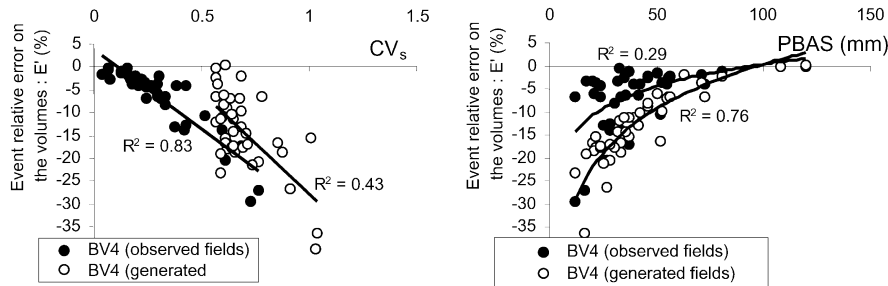 0
0.5
1
1.5
CVs
5
0
-5
-10
-15
-20
-25
-30
-35
Event relative error on
the volumes : E' (%)
R² = 0.83
R² = 0.43
BV4 (observed fields)
BV4 (generated
0
50
100
150
PBAS (mm)
5
0
-5
-10
-15
-20
-25
-30
-35
Event relative error on
the volumes : E' (%)
R² = 0.29
R² = 0.76
BV4 (observed fields)
BV4 (generated fields)